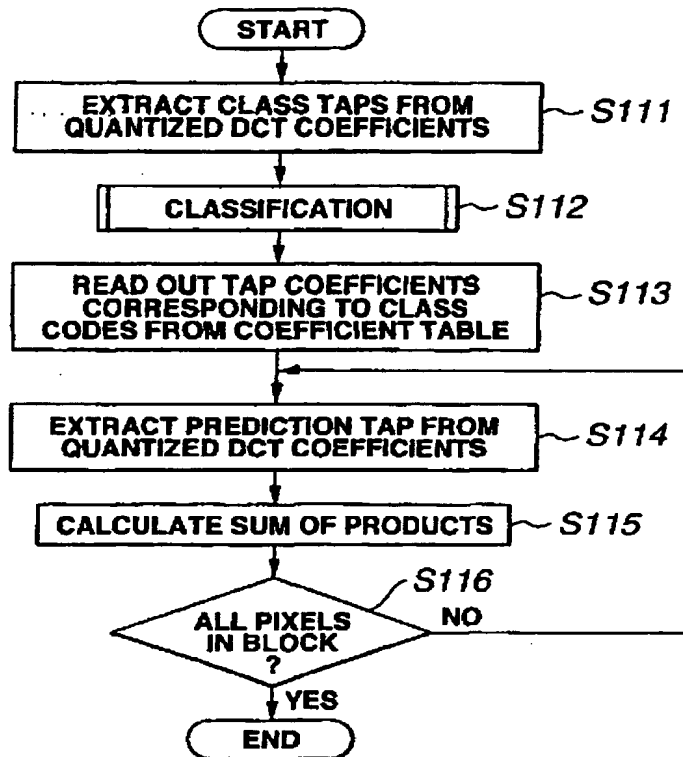 START
EXTRACT CLASS TAPS FROM
QUANTIZED DCT COEFFICIENTS
S111
CLASSIFICATION
S112
READ OUT TAP COEFFICIENTS
CORRESPONDING TO CLASS
CODES FROM COEFFICIENT TABLE
S113
EXTRACT PREDICTION TAP FROM
QUANTIZED DCT COEFFICIENTS
S114
CALCULATE SUM OF PRODUCTS
S115
S116
ALL PIXELS
IN BLOCK
?
NO
YES
END